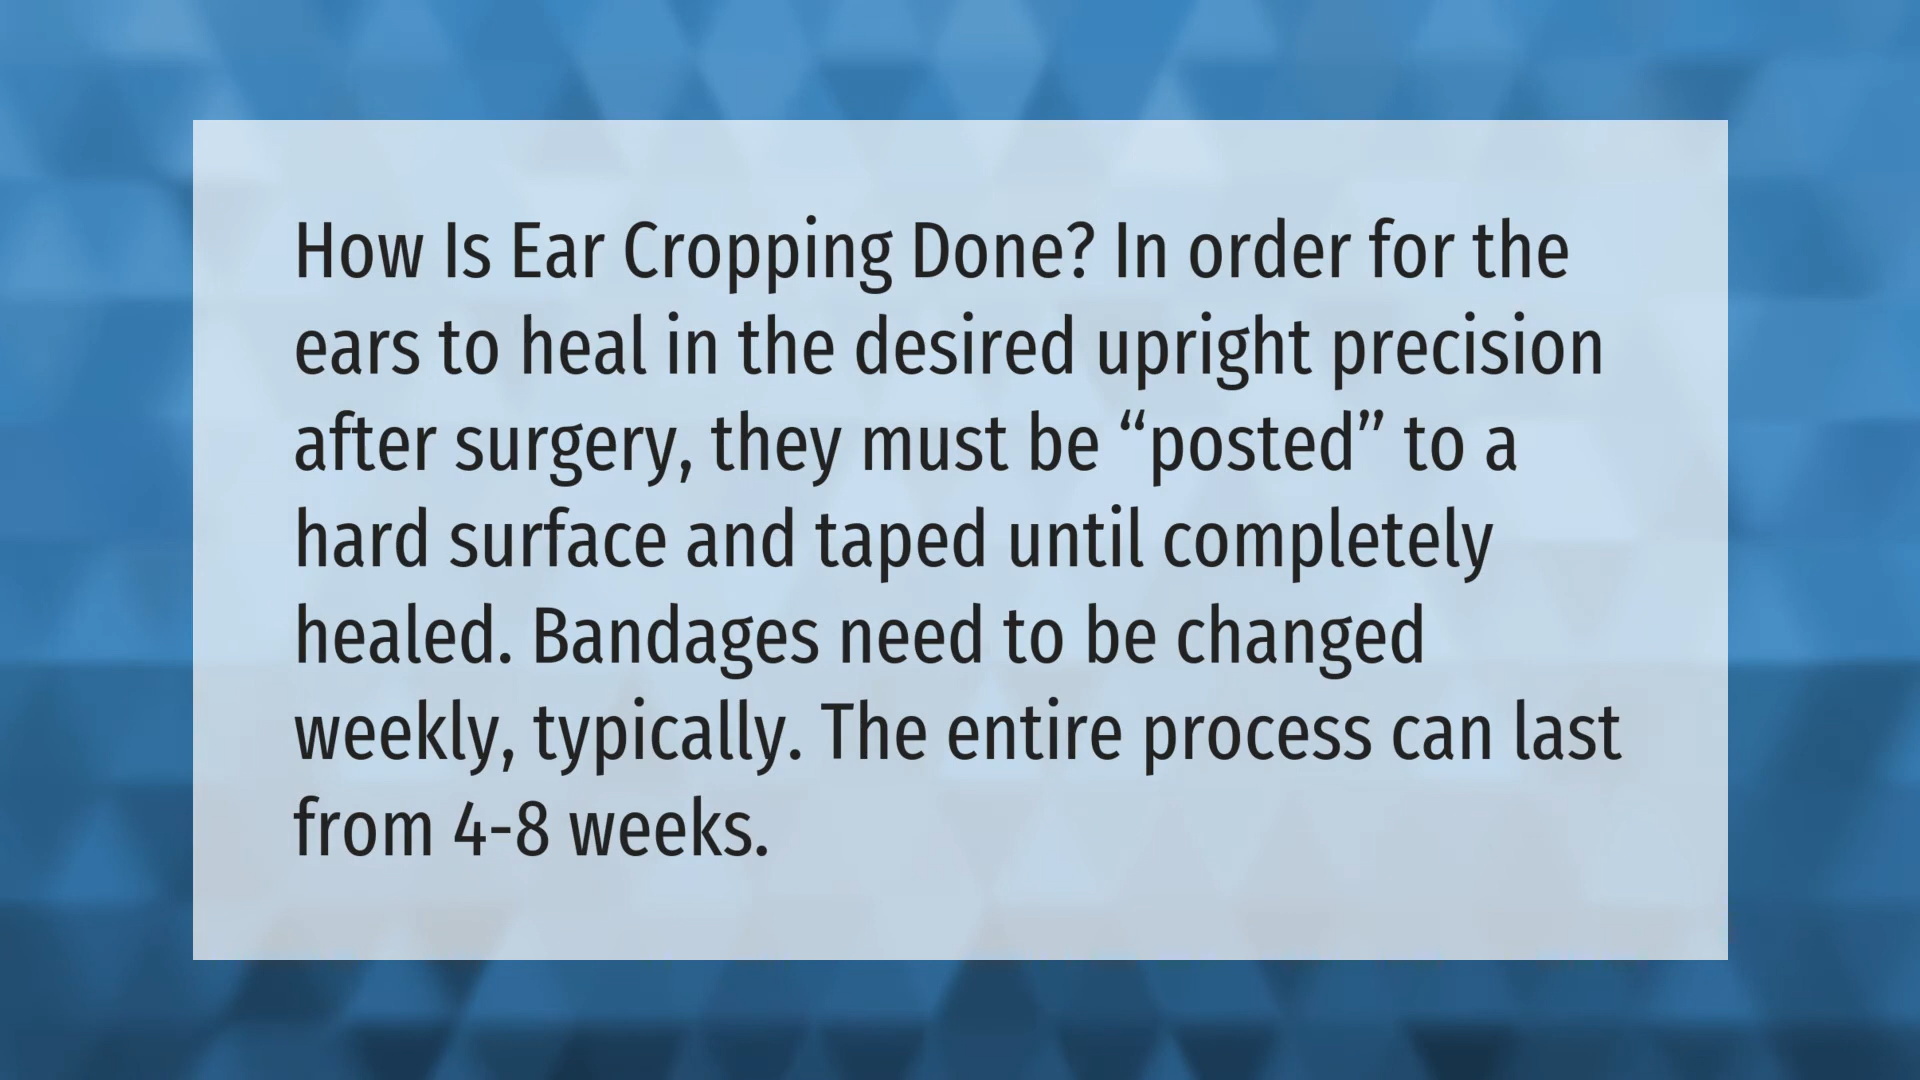 How Is Ear Cropping Done? In order for the
ears to heal in the desired upright precision
after surgery, they must be “posted” to a
hard surface and taped until completely
healed. Bandages need to be changed
weekly, typically. The entire process can last
from 4-8 weeks.